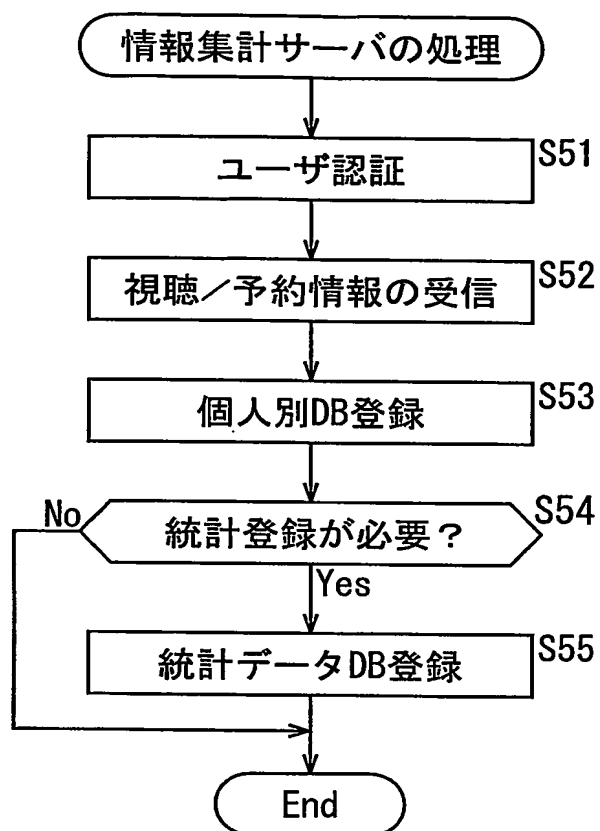 情報集計サーバの処理
S51
ユーザ認証
S52
視聴／予約情報の受信
S53
個人別DB登録
S54
No
統計登録が必要？
Yes
S55
統計データDB登録
End